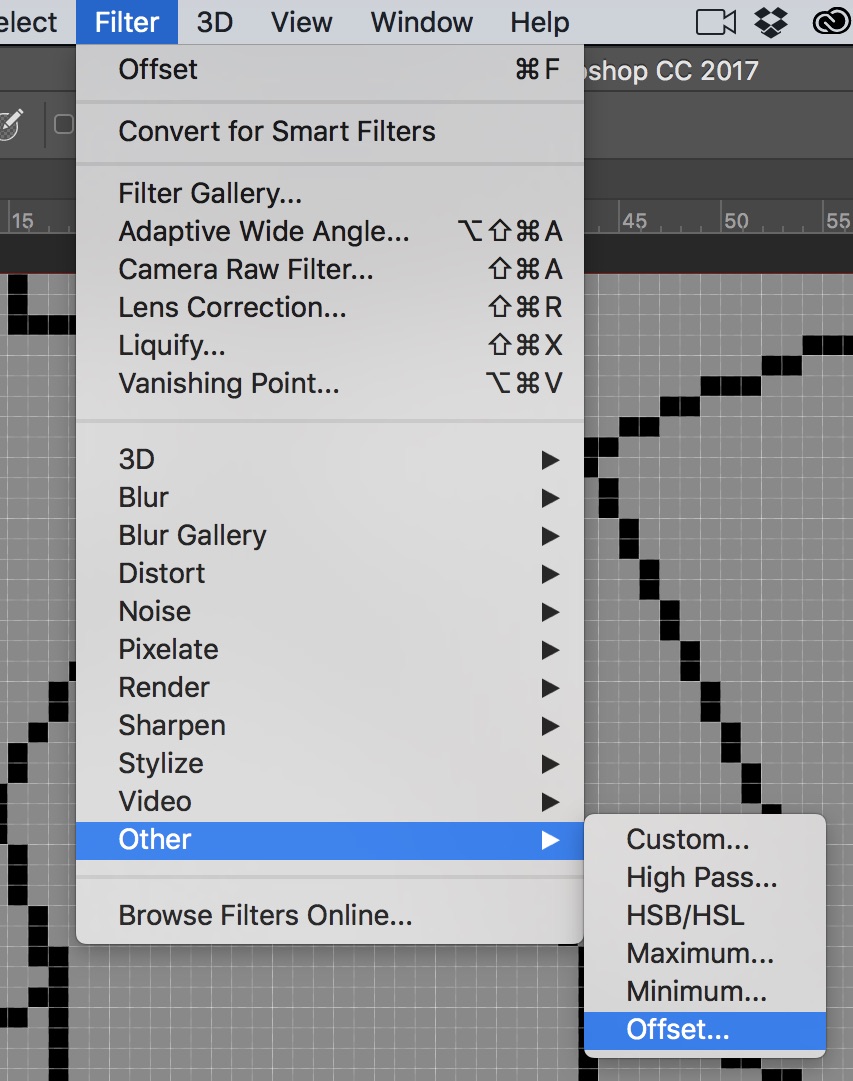 Filter 3D View Window Help
Offset ⌘F
shop CC 2017
Convert for Smart Filters
Filter Gallery...
15 45 50 55
Adaptive Wide Angle... ⌥⇧⌘A
Camera Raw Filter... ⇧⌘A
Lens Correction... ⇧⌘R
Liquify... ⇧⌘X
Vanishing Point... ⌥⌘V
3D ▶
Blur ▶
Blur Gallery ▶
Distort ▶
Noise ▶
Pixelate ▶
Render ▶
Sharpen ▶
Stylize ▶
Video ▶
Other ▶
Browse Filters Online...
Custom...
High Pass...
HSB/HSL
Maximum...
Minimum...
Offset...